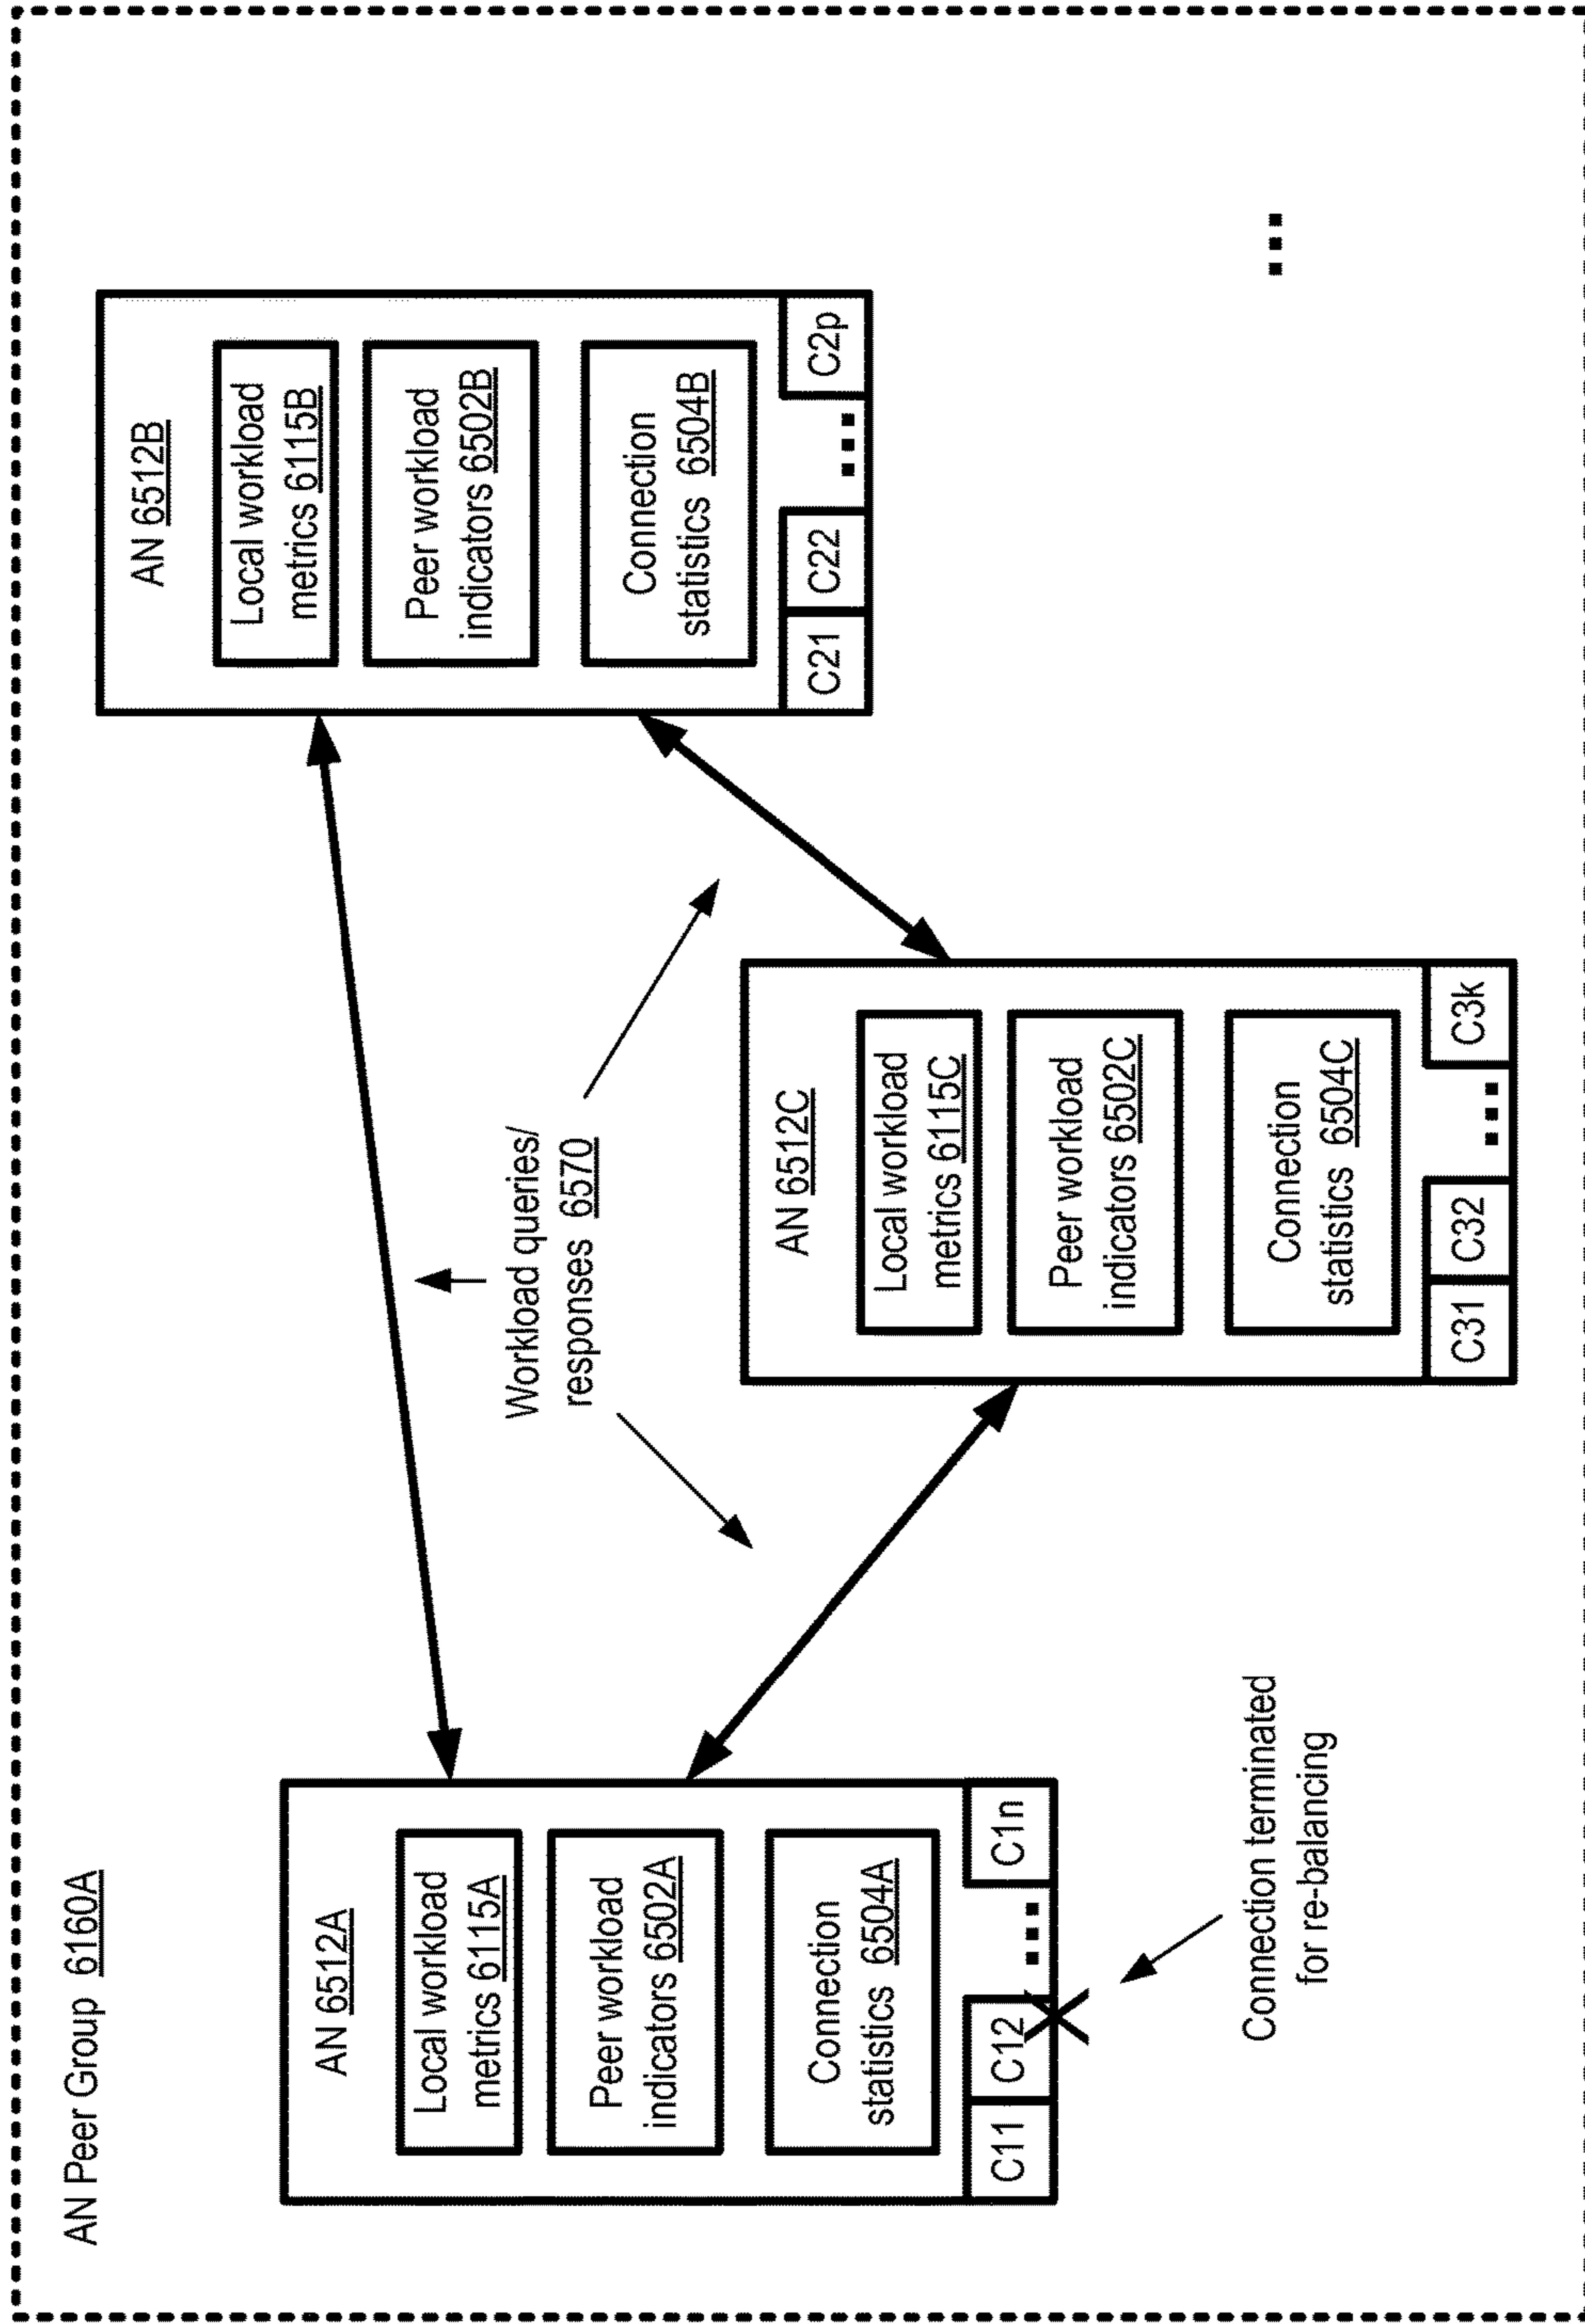 AN Peer Group 6160A
AN 6512A
Local workload
metrics 6115A
Peer workload
indicators 6502A
Connection
statistics 6504A
C11
C12
...
C1n
Connection terminated
for re-balancing
Workload queries/
responses 6570
AN 6512C
Local workload
metrics 6115C
Peer workload
indicators 6502C
Connection
statistics 6504C
C31
C32
...
C3k
AN 6512B
Local workload
metrics 6115B
Peer workload
indicators 6502B
Connection
statistics 6504B
C21
C22
...
C2p
...